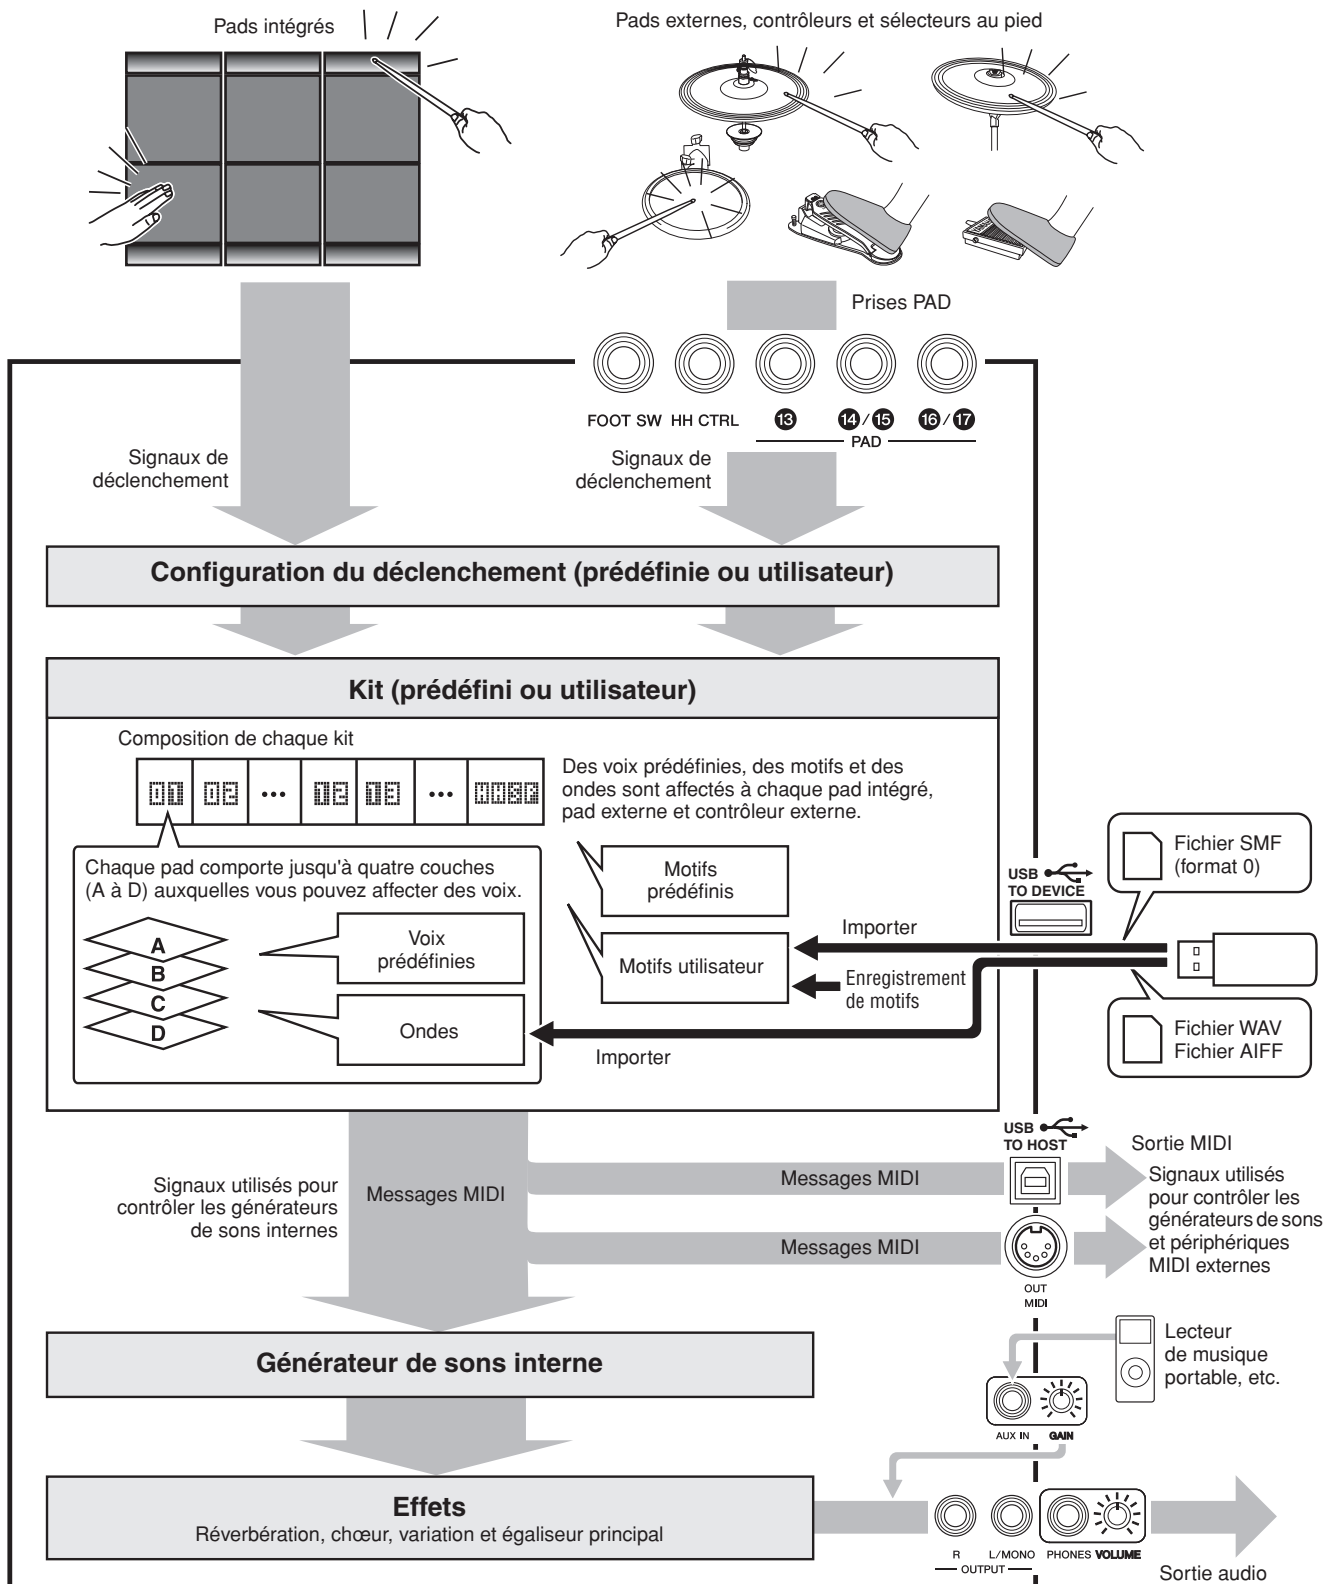 Pads intégrés
Pads externes, contrôleurs et sélecteurs au pied
Prises PAD
FOOT SW
HH CTRL
13
14/15
16/17
PAD
Signaux de
déclenchement
Signaux de
déclenchement
Configuration du déclenchement (prédéfinie ou utilisateur)
Kit (prédéfini ou utilisateur)
Composition de chaque kit
01 02 ••• 12 13 •••
Des voix prédéfinies, des motifs et des
ondes sont affectés à chaque pad intégré,
pad externe et contrôleur externe.
Chaque pad comporte jusqu'à quatre couches
(A à D) auxquelles vous pouvez affecter des voix.
A
B
C
D
Voix
prédéfinies
Ondes
Motifs
prédéfinis
Motifs utilisateur
Importer
Enregistrement
de motifs
Importer
USB
TO DEVICE
Fichier SMF
(format 0)
Fichier WAV
Fichier AIFF
USB
TO HOST
Sortie MIDI
Signaux utilisés pour
contrôler les générateurs
de sons internes
Messages MIDI
Messages MIDI
Messages MIDI
Signaux utilisés
pour contrôler les
générateurs de sons
et périphériques
MIDI externes
OUT
MIDI
Générateur de sons interne
Lecteur
de musique
portable, etc.
AUX IN
GAIN
Effets
Réverbération, chœur, variation et égaliseur principal
R
L/MONO
OUTPUT
PHONES
VOLUME
Sortie audio